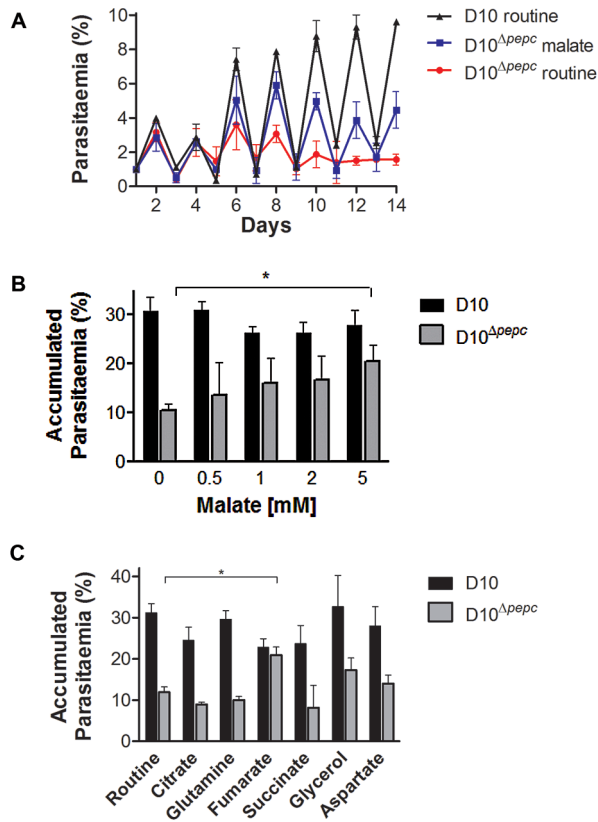 A
Parasitaemia (%)
10
8
6
4
2
0
2 4 6 8 10 12 14
Days
D10 routine
D10Δpepc malate
D10Δpepc routine
B
Accumulated
Parasitaemia (%)
30
20
10
0
*
0 0.5 1 2 5
Malate [mM]
D10
D10Δpepc
C
Accumulated
Parasitaemia (%)
40
30
20
10
0
*
Routine
Citrate
Glutamine
Fumarate
Succinate
Glycerol
Aspartate
D10
D10Δpepc